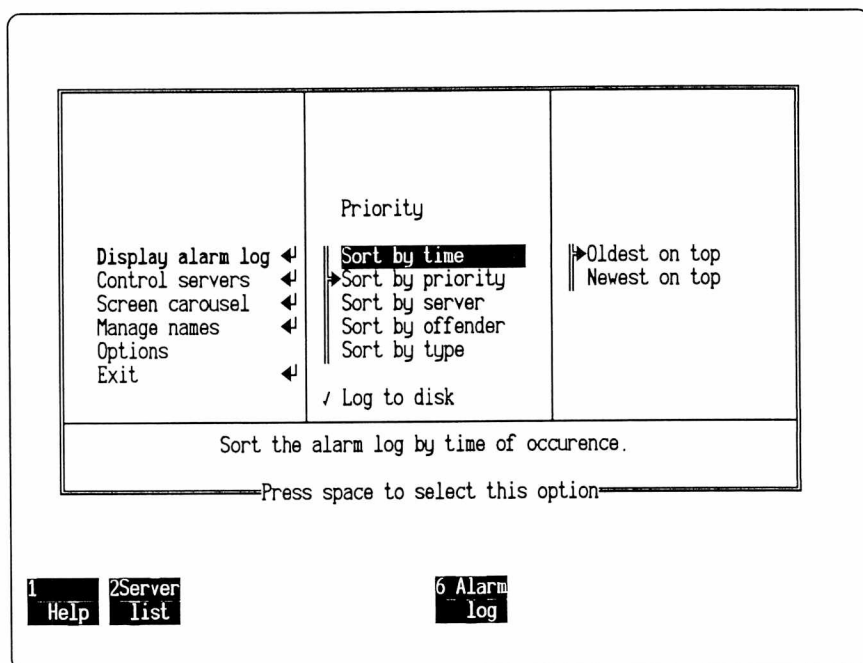 Priority
Display alarm log ↵
Control servers ↵
Screen carousel ↵
Manage names ↵
Options
Exit ↵
Sort by time
Sort by priority
Sort by server
Sort by offender
Sort by type
√ Log to disk
Oldest on top
Newest on top
Sort the alarm log by time of occurence.
Press space to select this option
1 Help
2Server list
6 Alarm log